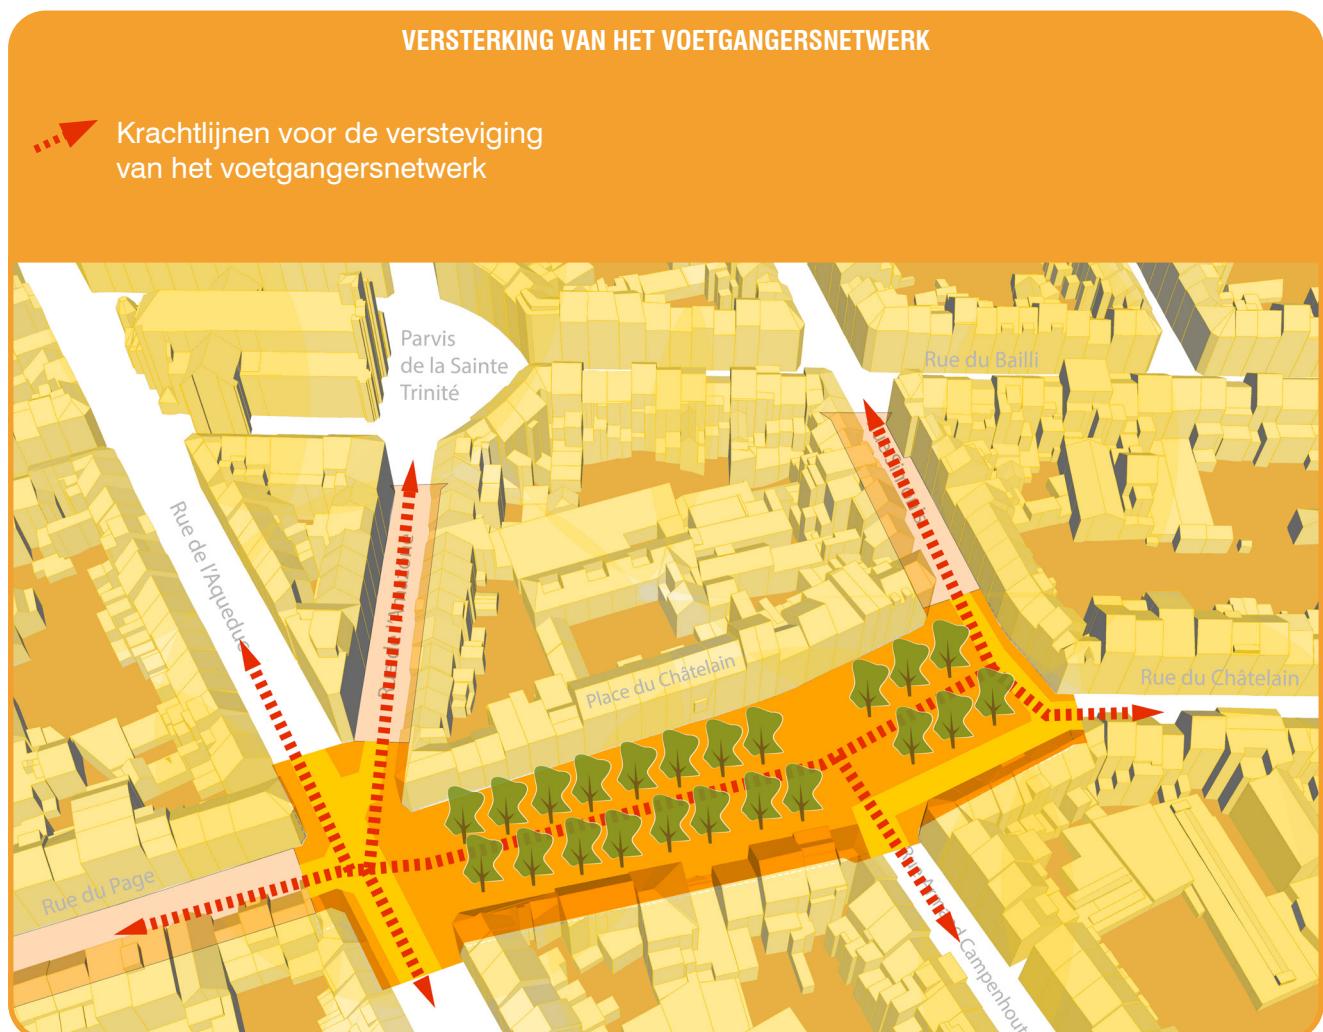 VERSTERKING VAN HET VOETGANGERSNETWERK
Krachtlijnen voor de versteviging
van het voetgangersnetwerk
Parvis
de la Sainte
Trinité
Rue du Bailli
Rue de l'Aqueduc
Place du Châtelain
Rue du Châtelain
Rue du Page
Campenhout